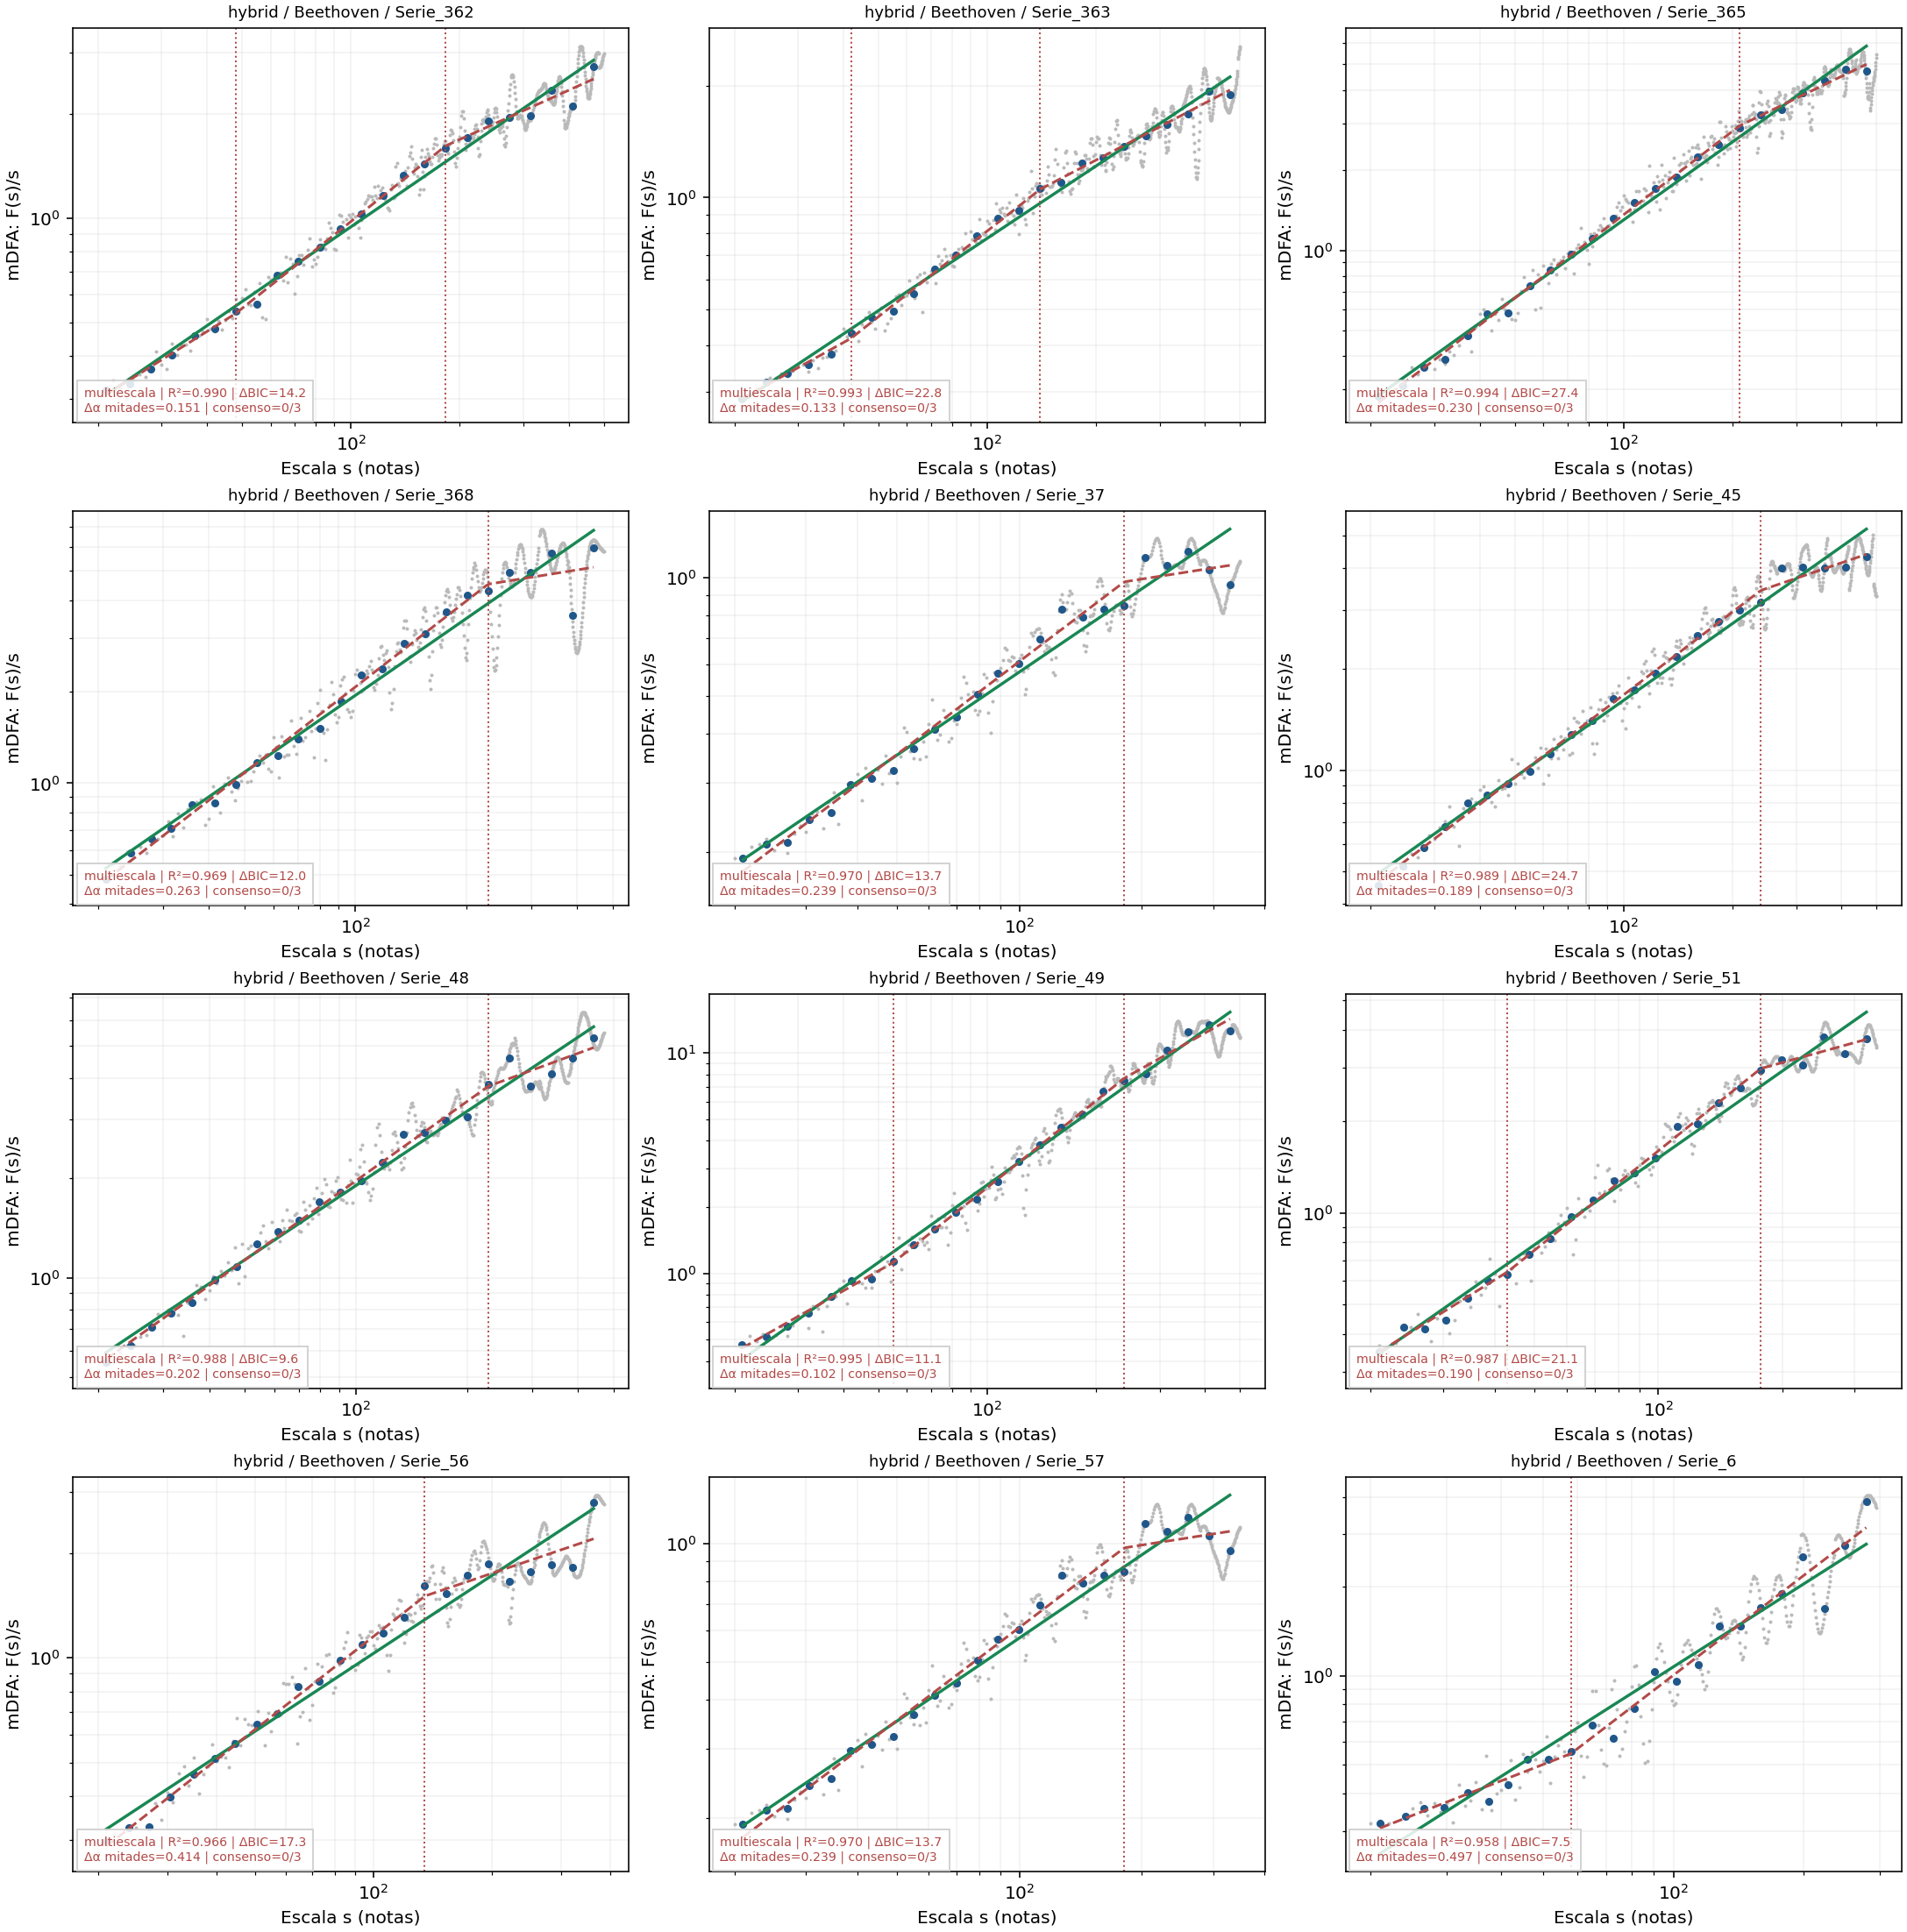 hybrid / Beethoven / Serie_362
mDFA: F(s)/s
10⁰
multiescala | R²=0.990 | ΔBIC=14.2
Δα mitades=0.151 | consenso=0/3
10²
Escala s (notas)
hybrid / Beethoven / Serie_363
mDFA: F(s)/s
10⁰
multiescala | R²=0.993 | ΔBIC=22.8
Δα mitades=0.133 | consenso=0/3
10²
Escala s (notas)
hybrid / Beethoven / Serie_365
mDFA: F(s)/s
10⁰
multiescala | R²=0.994 | ΔBIC=27.4
Δα mitades=0.230 | consenso=0/3
10²
Escala s (notas)
hybrid / Beethoven / Serie_368
mDFA: F(s)/s
10⁰
multiescala | R²=0.969 | ΔBIC=12.0
Δα mitades=0.263 | consenso=0/3
10²
Escala s (notas)
hybrid / Beethoven / Serie_37
mDFA: F(s)/s
10⁰
multiescala | R²=0.970 | ΔBIC=13.7
Δα mitades=0.239 | consenso=0/3
10²
Escala s (notas)
hybrid / Beethoven / Serie_45
mDFA: F(s)/s
10⁰
multiescala | R²=0.989 | ΔBIC=24.7
Δα mitades=0.189 | consenso=0/3
10²
Escala s (notas)
hybrid / Beethoven / Serie_48
mDFA: F(s)/s
10⁰
multiescala | R²=0.988 | ΔBIC=9.6
Δα mitades=0.202 | consenso=0/3
10²
Escala s (notas)
hybrid / Beethoven / Serie_49
mDFA: F(s)/s
10¹
10⁰
multiescala | R²=0.995 | ΔBIC=11.1
Δα mitades=0.102 | consenso=0/3
10²
Escala s (notas)
hybrid / Beethoven / Serie_51
mDFA: F(s)/s
10⁰
multiescala | R²=0.987 | ΔBIC=21.1
Δα mitades=0.190 | consenso=0/3
10²
Escala s (notas)
hybrid / Beethoven / Serie_56
mDFA: F(s)/s
10⁰
multiescala | R²=0.966 | ΔBIC=17.3
Δα mitades=0.414 | consenso=0/3
10²
Escala s (notas)
hybrid / Beethoven / Serie_57
mDFA: F(s)/s
10⁰
multiescala | R²=0.970 | ΔBIC=13.7
Δα mitades=0.239 | consenso=0/3
10²
Escala s (notas)
hybrid / Beethoven / Serie_6
mDFA: F(s)/s
10⁰
multiescala | R²=0.958 | ΔBIC=7.5
Δα mitades=0.497 | consenso=0/3
10²
Escala s (notas)